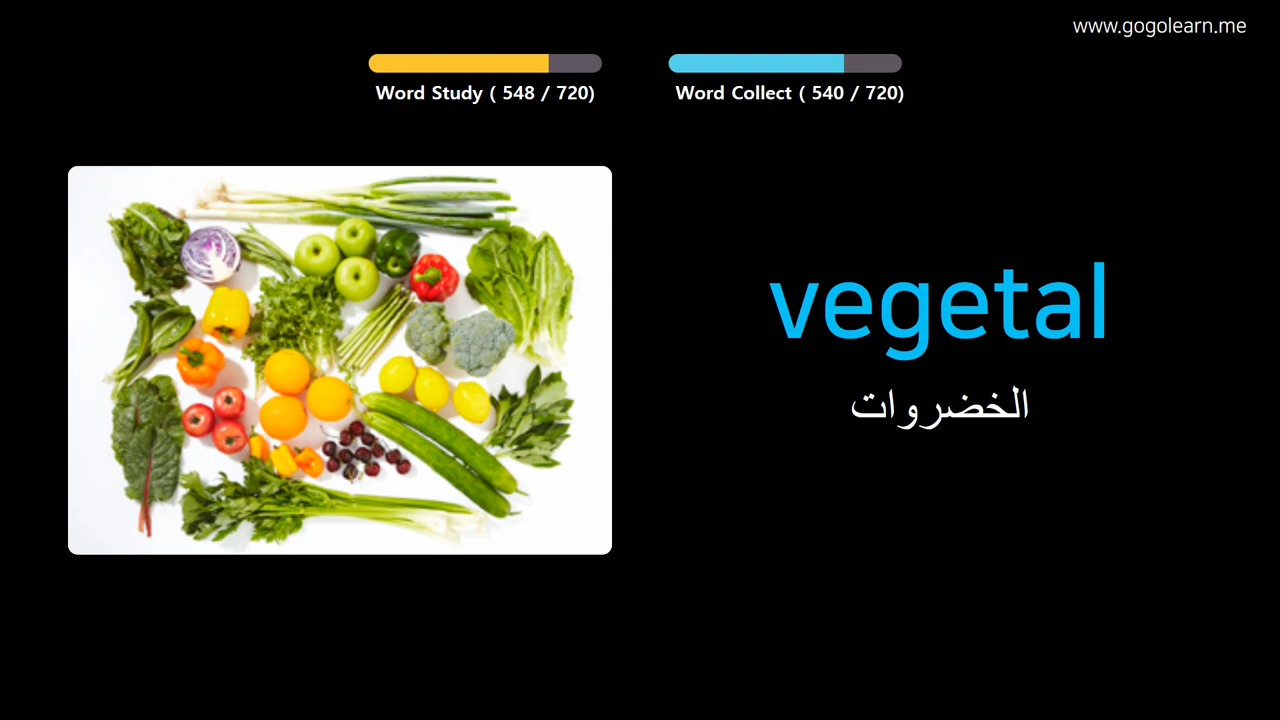 www.gogolearn.me
Word Study ( 548 / 720)
Word Collect ( 540 / 720)
vegetal
الخضروات